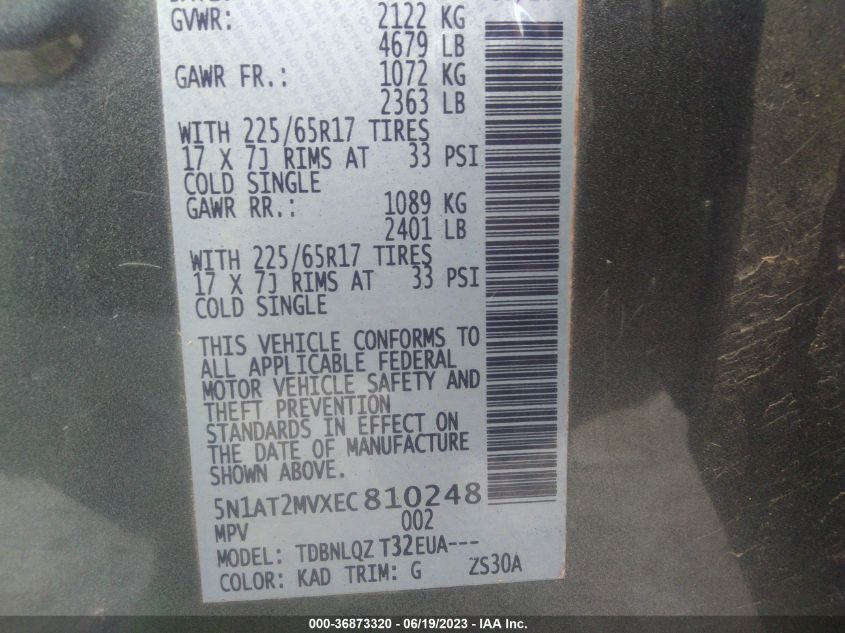 GVWR: 2122 KG
4679 LB
GAWR FR.: 1072 KG
2363 LB
WITH 225/65R17 TIRES
17 X 7J RIMS AT 33 PSI
COLD SINGLE
GAWR RR.: 1089 KG
2401 LB
WITH 225/65R17 TIRES
17 X 7J RIMS AT 33 PSI
COLD SINGLE
THIS VEHICLE CONFORMS TO
ALL APPLICABLE FEDERAL
MOTOR VEHICLE SAFETY AND
THEFT PREVENTION
STANDARDS IN EFFECT ON
THE DATE OF MANUFACTURE
SHOWN ABOVE.
5N1AT2MVXEC810248
MPV 002
MODEL: TDBNLQZ T32EUA---
COLOR: KAD TRIM: G ZS30A
000-36873320 - 06/19/2023 - IAA Inc.